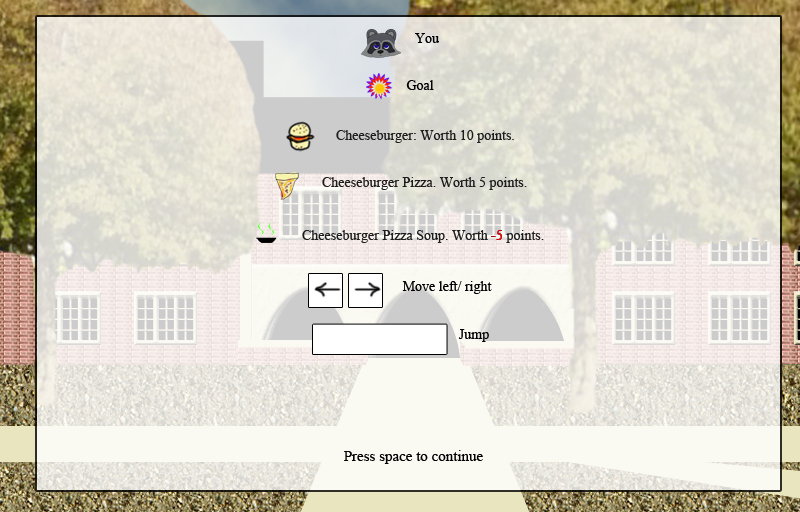 You
Goal
Cheeseburger: Worth 10 points.
Cheeseburger Pizza. Worth 5 points.
Cheeseburger Pizza Soup. Worth -5 points.
Move left/ right
Jump
Press space to continue